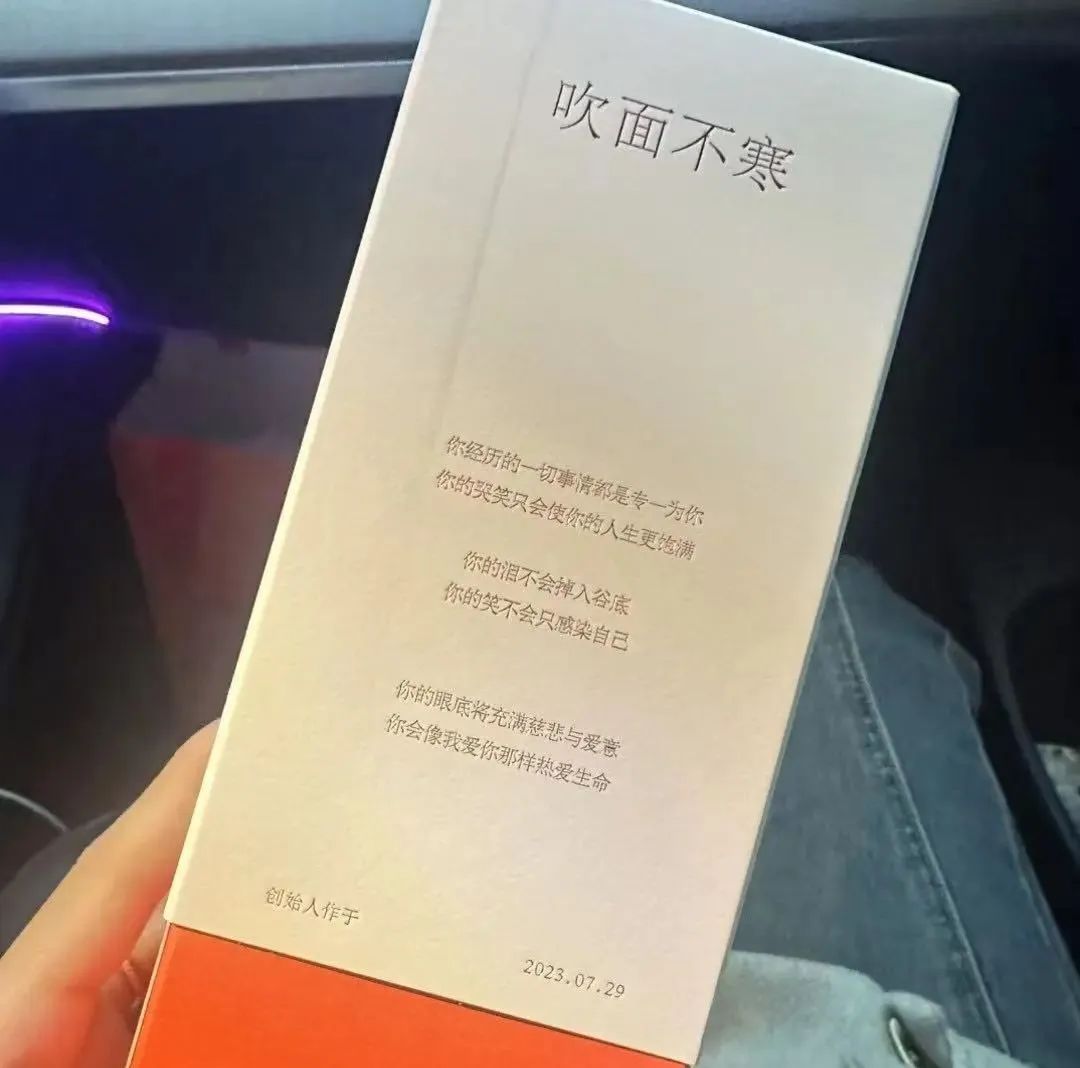 吹面不寒
你经历的一切事情都是专一为你
你的哭笑只会使你的人生更饱满
你的泪不会掉入谷底
你的笑不会只感染自己
你的眼底将充满慈悲与爱意
你会像我爱你那样热爱生命
创始人作于
2023.07.29